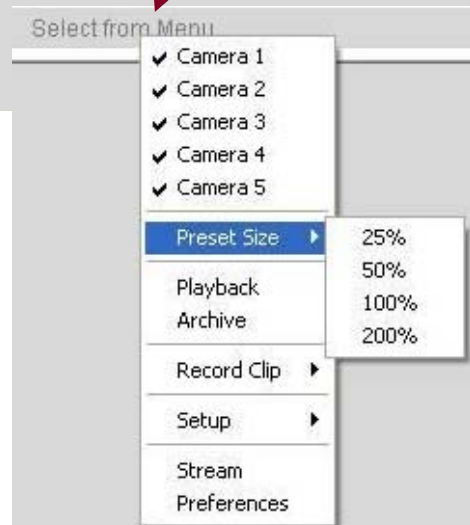 Select from Menu
Camera 1
Camera 2
Camera 3
Camera 4
Camera 5
Preset Size
25%
50%
100%
200%
Playback
Archive
Record Clip
Setup
Stream
Preferences